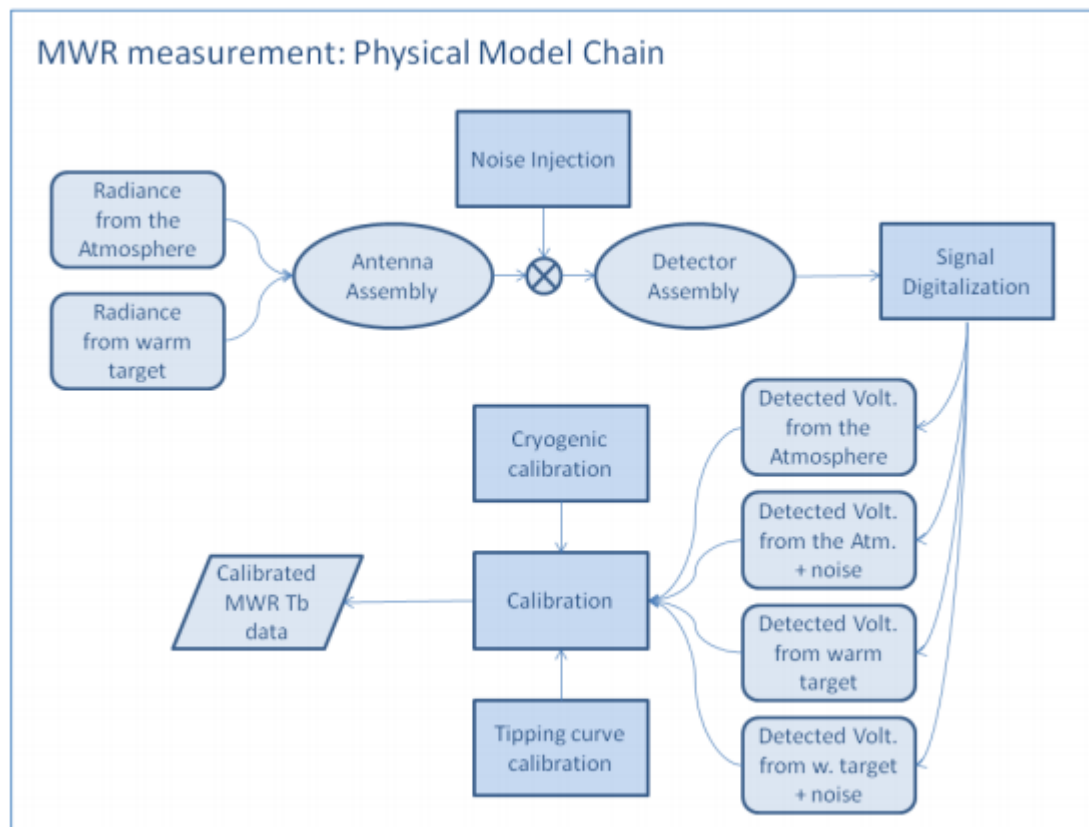 MWR measurement: Physical Model Chain
Noise Injection
Radiance
from the
Atmosphere
Radiance
from warm
target
Antenna
Assembly
Detector
Assembly
Signal
Digitalization
Detected Volt.
from the
Atmosphere
Detected Volt.
from the Atm.
+ noise
Detected Volt.
from warm
target
Detected Volt.
from w. target
+ noise
Cryogenic
calibration
Calibration
Tipping curve
calibration
Calibrated
MWR Tb
data